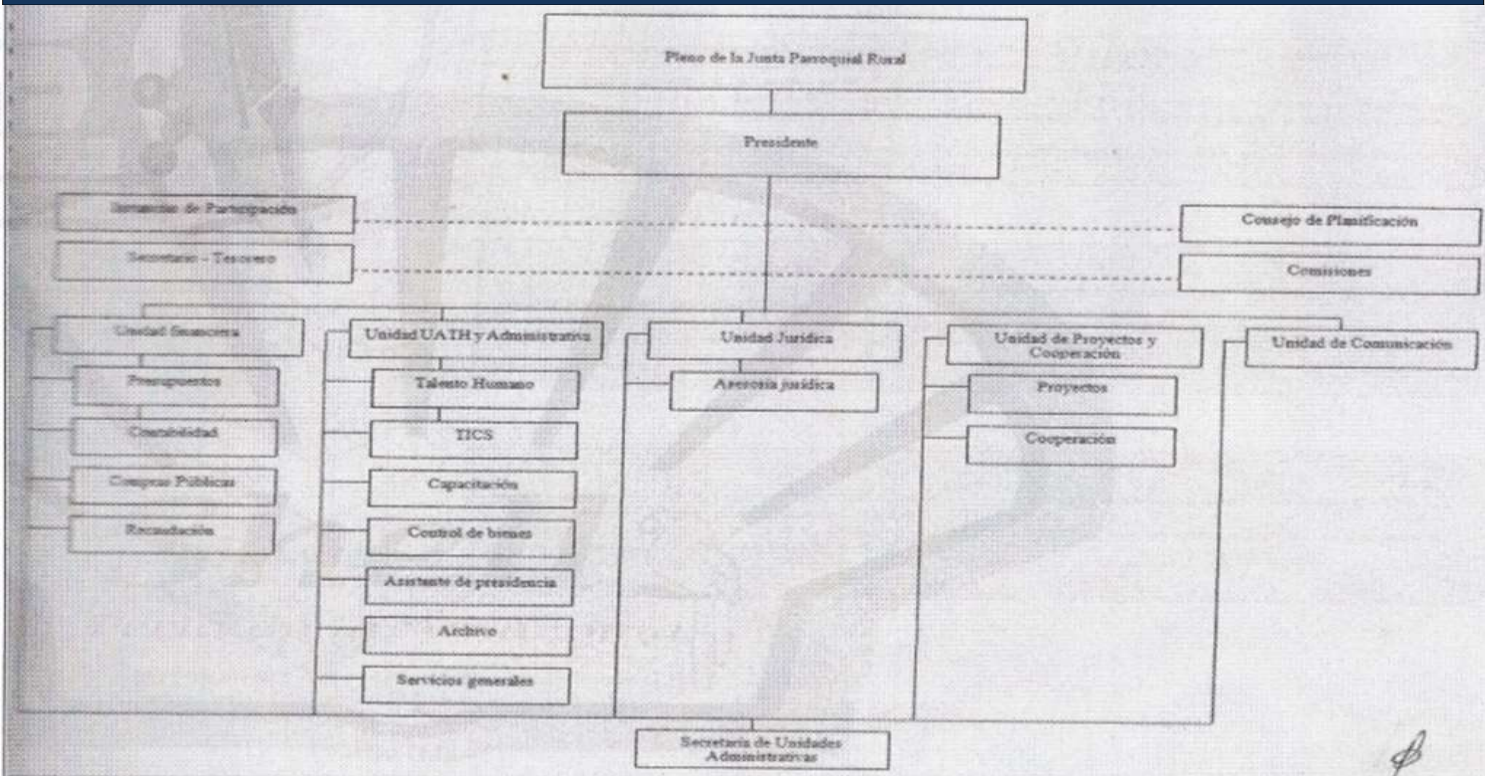 Pleno de la Junta Parroquial Rural
Presidente
Instancias de Participación
Consejo de Planificación
Secretario - Tesorero
Comisiones
Unidad financiera
Unidad UATH y Administrativa
Unidad Jurídica
Unidad de Proyectos y
Cooperación
Unidad de Comunicación
Presupuestos
Contabilidad
Compras Públicas
Recaudación
Talento Humano
TICS
Capacitación
Control de bienes
Asistente de presidencia
Archivo
Servicios generales
Asesoría jurídica
Proyectos
Cooperación
Secretaría de Unidades
Administrativas